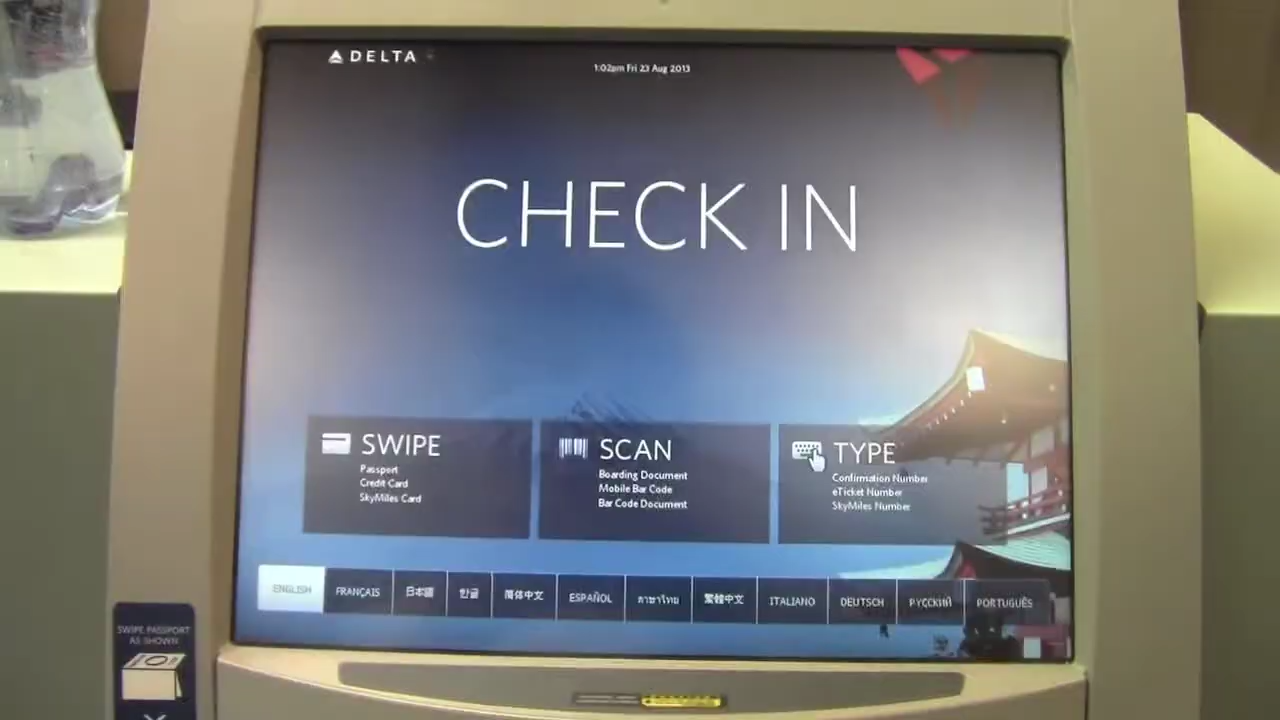 DELTA
1:02pm Fri 23 Aug 2013
CHECK IN
SWIPE
Passport
Credit Card
SkyMiles Card
SCAN
Boarding Document
Mobile Bar Code
Bar Code Document
TYPE
Confirmation Number
eTicket Number
SkyMiles Number
ENGLISH
FRANÇAIS
日本語
한글
简体中文
ESPAÑOL
ภาษาไทย
繁體中文
ITALIANO
DEUTSCH
РУССКИЙ
PORTUGUÊS
SWIPE PASSPORT
AS SHOWN